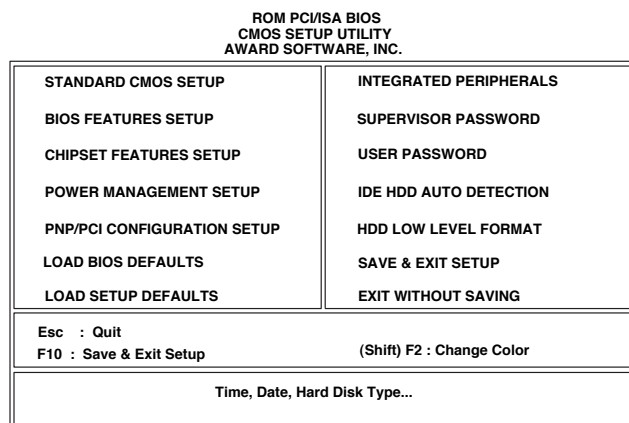 ROM PCI/ISA BIOS
CMOS SETUP UTILITY
AWARD SOFTWARE, INC.
STANDARD CMOS SETUP
BIOS FEATURES SETUP
CHIPSET FEATURES SETUP
POWER MANAGEMENT SETUP
PNP/PCI CONFIGURATION SETUP
LOAD BIOS DEFAULTS
LOAD SETUP DEFAULTS
INTEGRATED PERIPHERALS
SUPERVISOR PASSWORD
USER PASSWORD
IDE HDD AUTO DETECTION
HDD LOW LEVEL FORMAT
SAVE & EXIT SETUP
EXIT WITHOUT SAVING
Esc : Quit
F10 : Save & Exit Setup
(Shift) F2 : Change Color
Time, Date, Hard Disk Type...